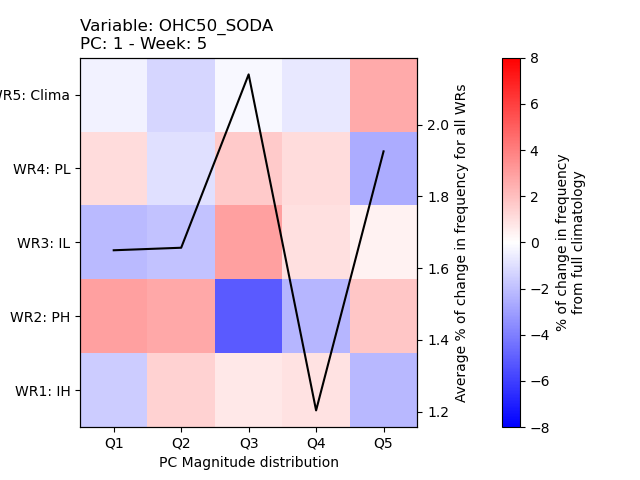 Variable: OHC50_SODA
PC: 1 - Week: 5
WR5: Clima
WR4: PL
WR3: IL
WR2: PH
WR1: IH
Q1 Q2 Q3 Q4 Q5
PC Magnitude distribution
2.0
1.8
1.6
1.4
1.2
Average % of change in frequency for all WRs
8
6
4
2
0
−2
−4
−6
−8
% of change in frequency
from full climatology